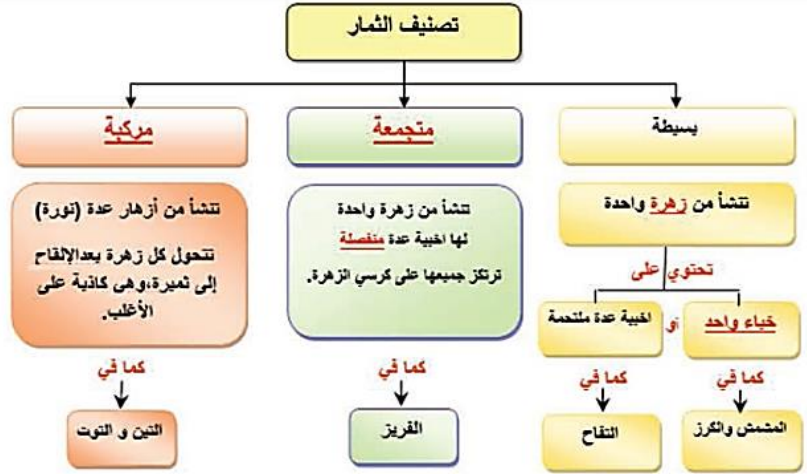 تصنيف الثمار
بسيطة
متجمعة
مركبة
تنشأ من زهرة واحدة
تحتوي على
خباء واحد
أو
اخبية عدة ملتحمة
كما في
كما في
المشمش والكرز
التفاح
تنشأ من زهرة واحدة
لها اخبية عدة منفصلة
ترتكز جميعها على كرسي الزهرة.
كما في
الفريز
تنشأ من أزهار عدة (نورة)
تتحول كل زهرة بعدالإلقاح
إلى ثميرة،وهي كاذبة على
الأغلب.
كما في
التين و التوت